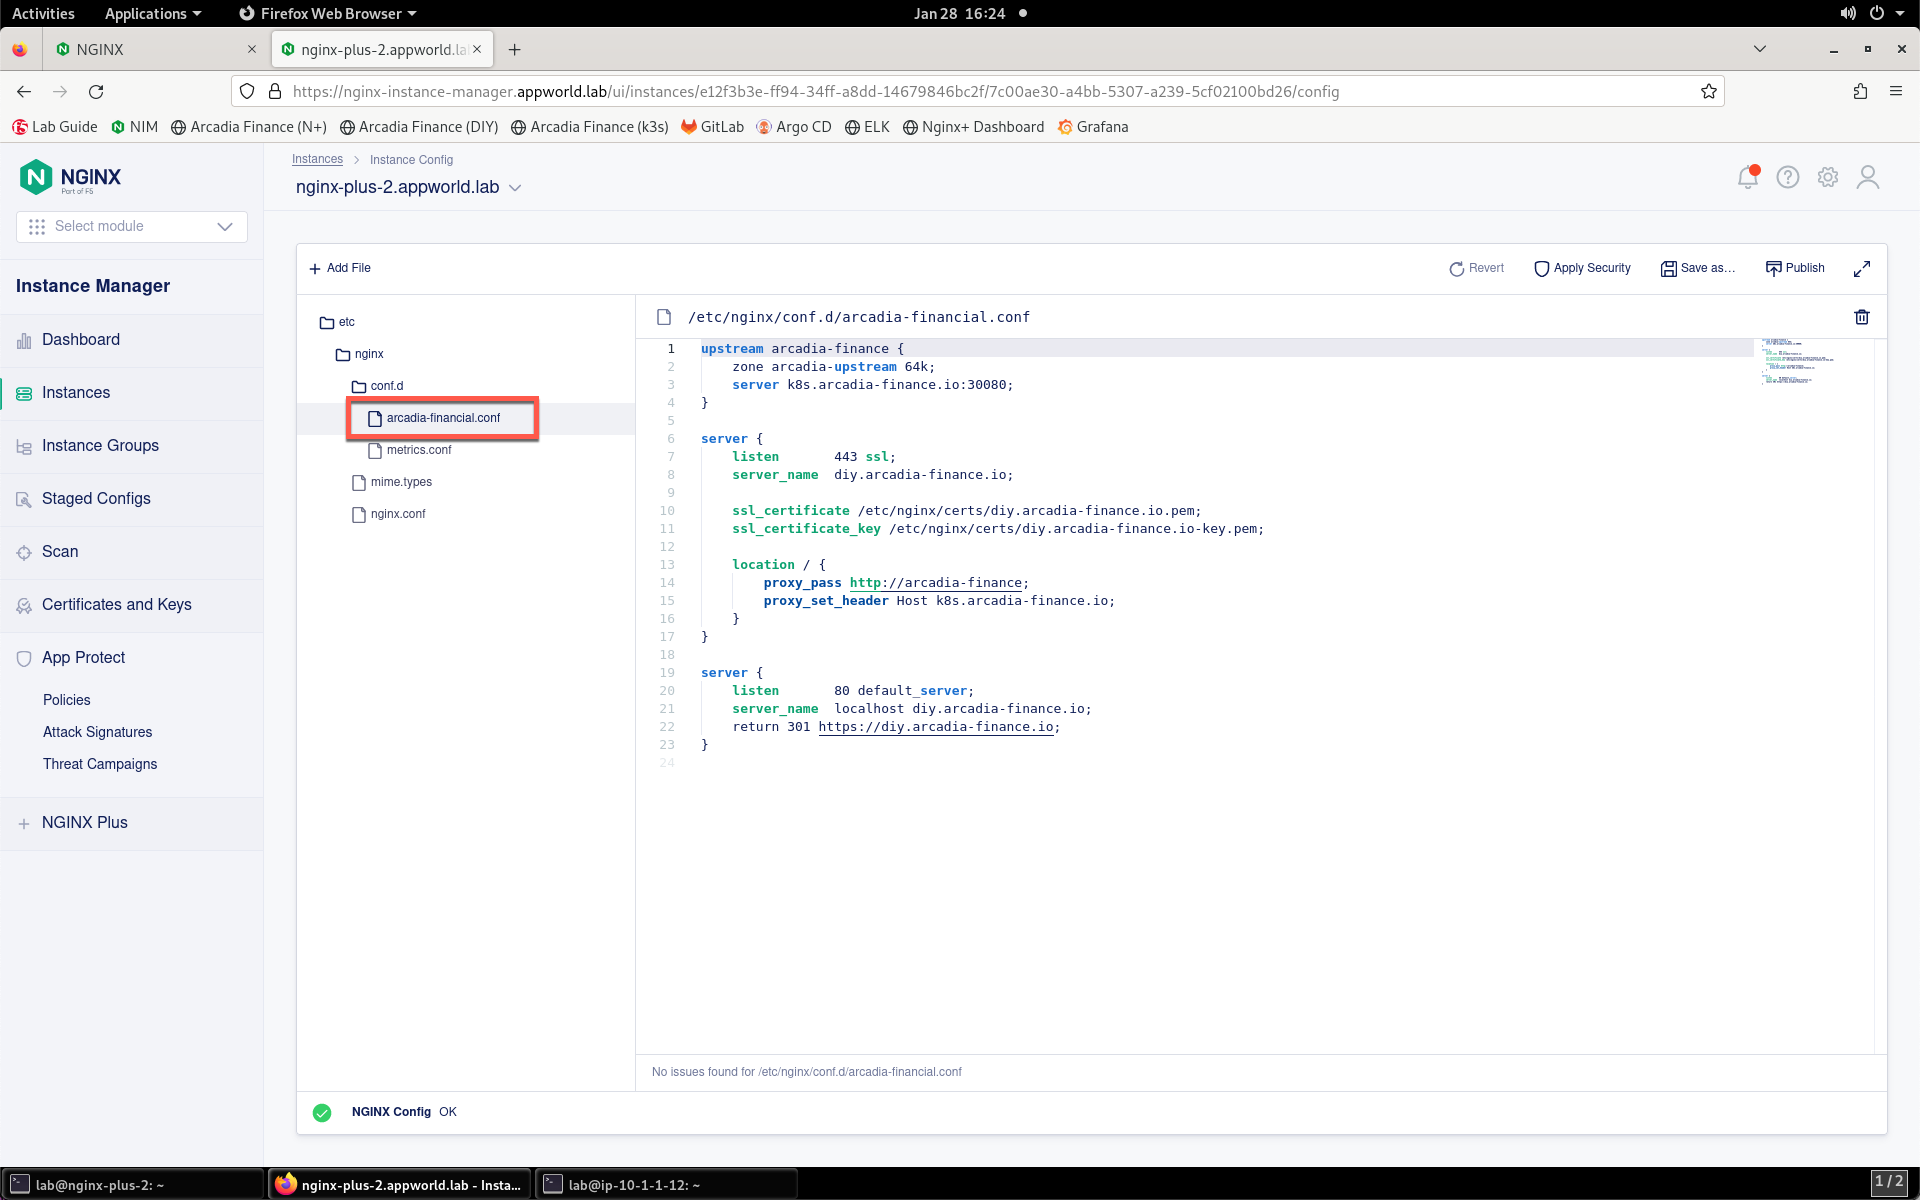 Activities Applications Firefox Web Browser Jan 28 16:24
NGINX
nginx-plus-2.appworld.la
https://nginx-instance-manager.appworld.lab/ui/instances/e12f3b3e-ff94-34ff-a8dd-14679846bc2f/7c00ae30-a4bb-5307-a239-5cf02100bd26/config
Lab Guide NIM Arcadia Finance (N+) Arcadia Finance (DIY) Arcadia Finance (k3s) GitLab Argo CD ELK Nginx+ Dashboard Grafana
N NGINX
Part of F5
Select module
Instance Manager
Dashboard
Instances
Instance Groups
Staged Configs
Scan
Certificates and Keys
App Protect
Policies
Attack Signatures
Threat Campaigns
+ NGINX Plus
Instances > Instance Config
nginx-plus-2.appworld.lab
+ Add File
Revert Apply Security Save as... Publish
etc
nginx
conf.d
arcadia-financial.conf
metrics.conf
mime.types
nginx.conf
/etc/nginx/conf.d/arcadia-financial.conf
1 upstream arcadia-finance {
2 zone arcadia-upstream 64k;
3 server k8s.arcadia-finance.io:30080;
4 }
5
6 server {
7 listen 443 ssl;
8 server_name diy.arcadia-finance.io;
9
10 ssl_certificate /etc/nginx/certs/diy.arcadia-finance.io.pem;
11 ssl_certificate_key /etc/nginx/certs/diy.arcadia-finance.io-key.pem;
12
13 location / {
14 proxy_pass http://arcadia-finance;
15 proxy_set_header Host k8s.arcadia-finance.io;
16 }
17 }
18
19 server {
20 listen 80 default_server;
21 server_name localhost diy.arcadia-finance.io;
22 return 301 https://diy.arcadia-finance.io;
23 }
24
No issues found for /etc/nginx/conf.d/arcadia-financial.conf
NGINX Config OK
lab@nginx-plus-2: ~
nginx-plus-2.appworld.lab - Insta...
lab@ip-10-1-1-12: ~
1 / 2